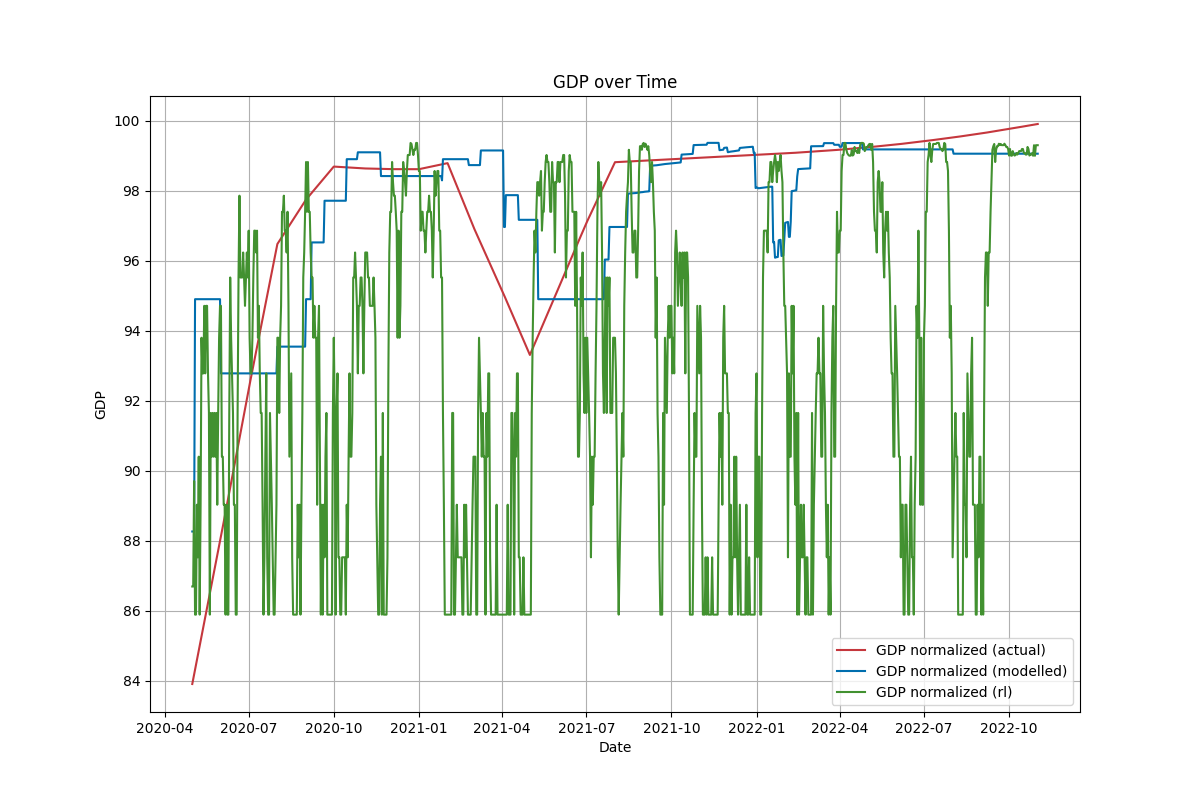 GDP over Time
GDP
100
98
96
94
92
90
88
86
84
GDP normalized (actual)
GDP normalized (modelled)
GDP normalized (rl)
2020-04 2020-07 2020-10 2021-01 2021-04 2021-07 2021-10 2022-01 2022-04 2022-07 2022-10
Date